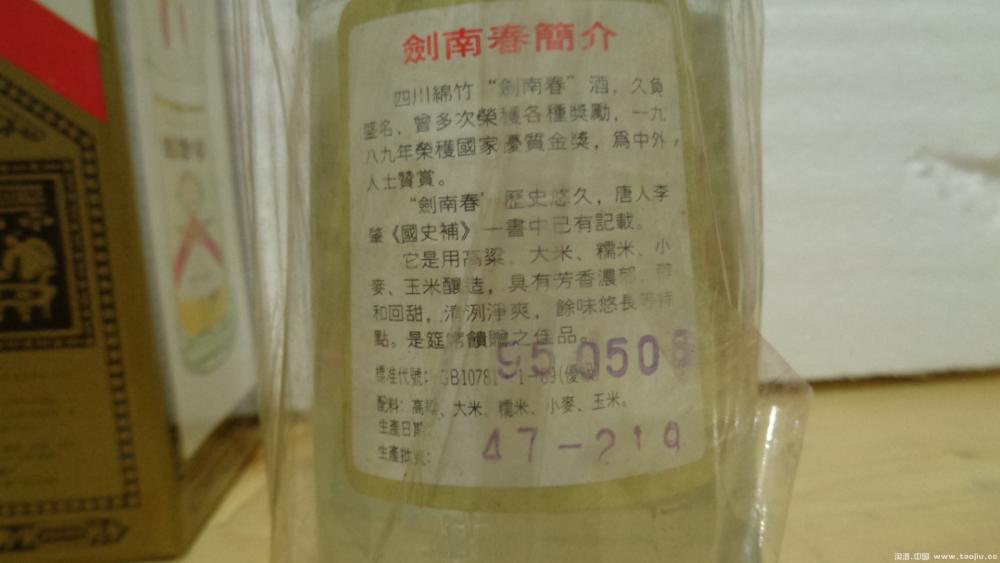 劍南春簡介
四川綿竹“劍南春”酒，久負
盛名、曾多次榮獲各種獎勵，一九
八九年榮獲國家優質金獎，爲中外
人士贊賞。
“劍南春”歷史悠久，唐人李
肇《國史補》一書中已有記載。
它是用高粱、大米、糯米、小
麥、玉米釀造，具有芳香濃郁、
和回甜，清洌淨爽，餘味悠長等特
點。是筵席饋贈之佳品。
標准代號：GB10781·1—89(優級)
950506
配料：高粱、大米、糯米、小麥、玉米。
生產日期：
生產批號：
47-219
淘酒.中国 www.taojiu.cc